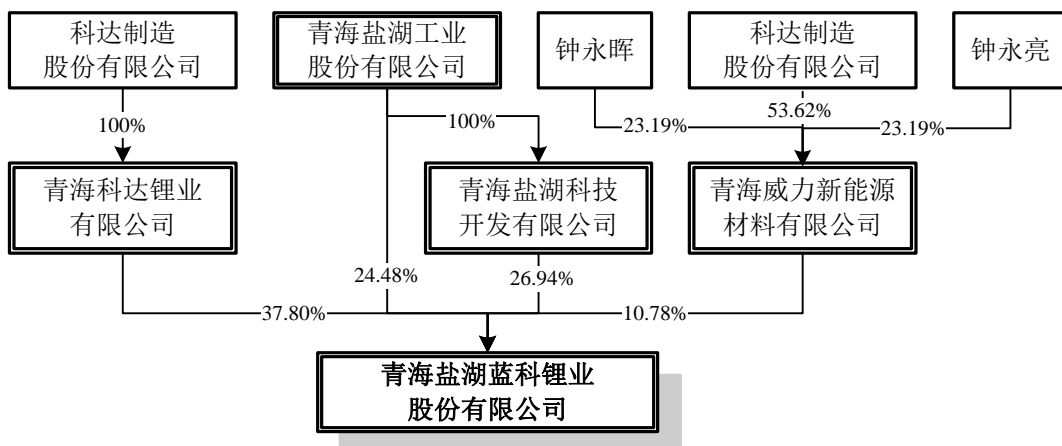 科达制造
股份有限公司
青海盐湖工业
股份有限公司
钟永晖
科达制造
股份有限公司
钟永亮
100%
100%
23.19%
53.62%
23.19%
青海科达锂业
有限公司
青海盐湖科技
开发有限公司
青海威力新能源
材料有限公司
24.48%
26.94%
37.80%
10.78%
青海盐湖蓝科锂业
股份有限公司